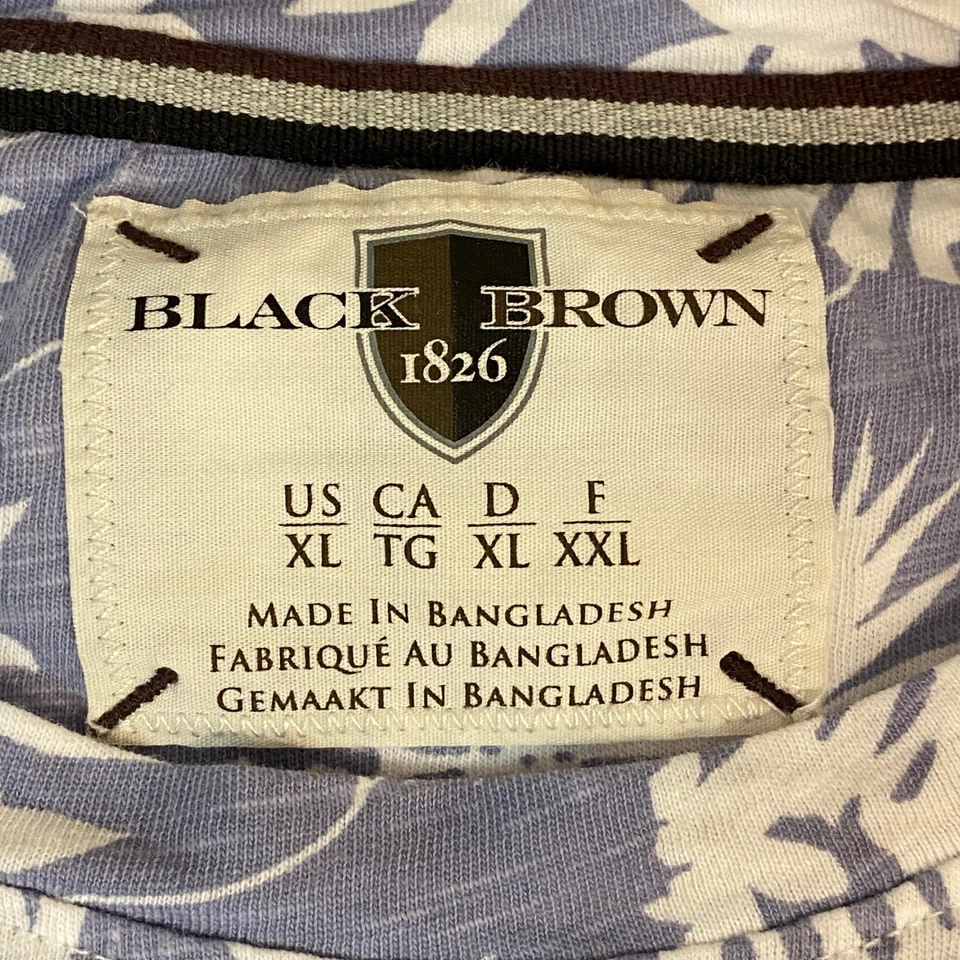 BLACK BROWN
1826
US CA D F
XL TG XL XXL
MADE IN BANGLADESH
FABRIQUÉ AU BANGLADESH
GEMAAKT IN BANGLADESH